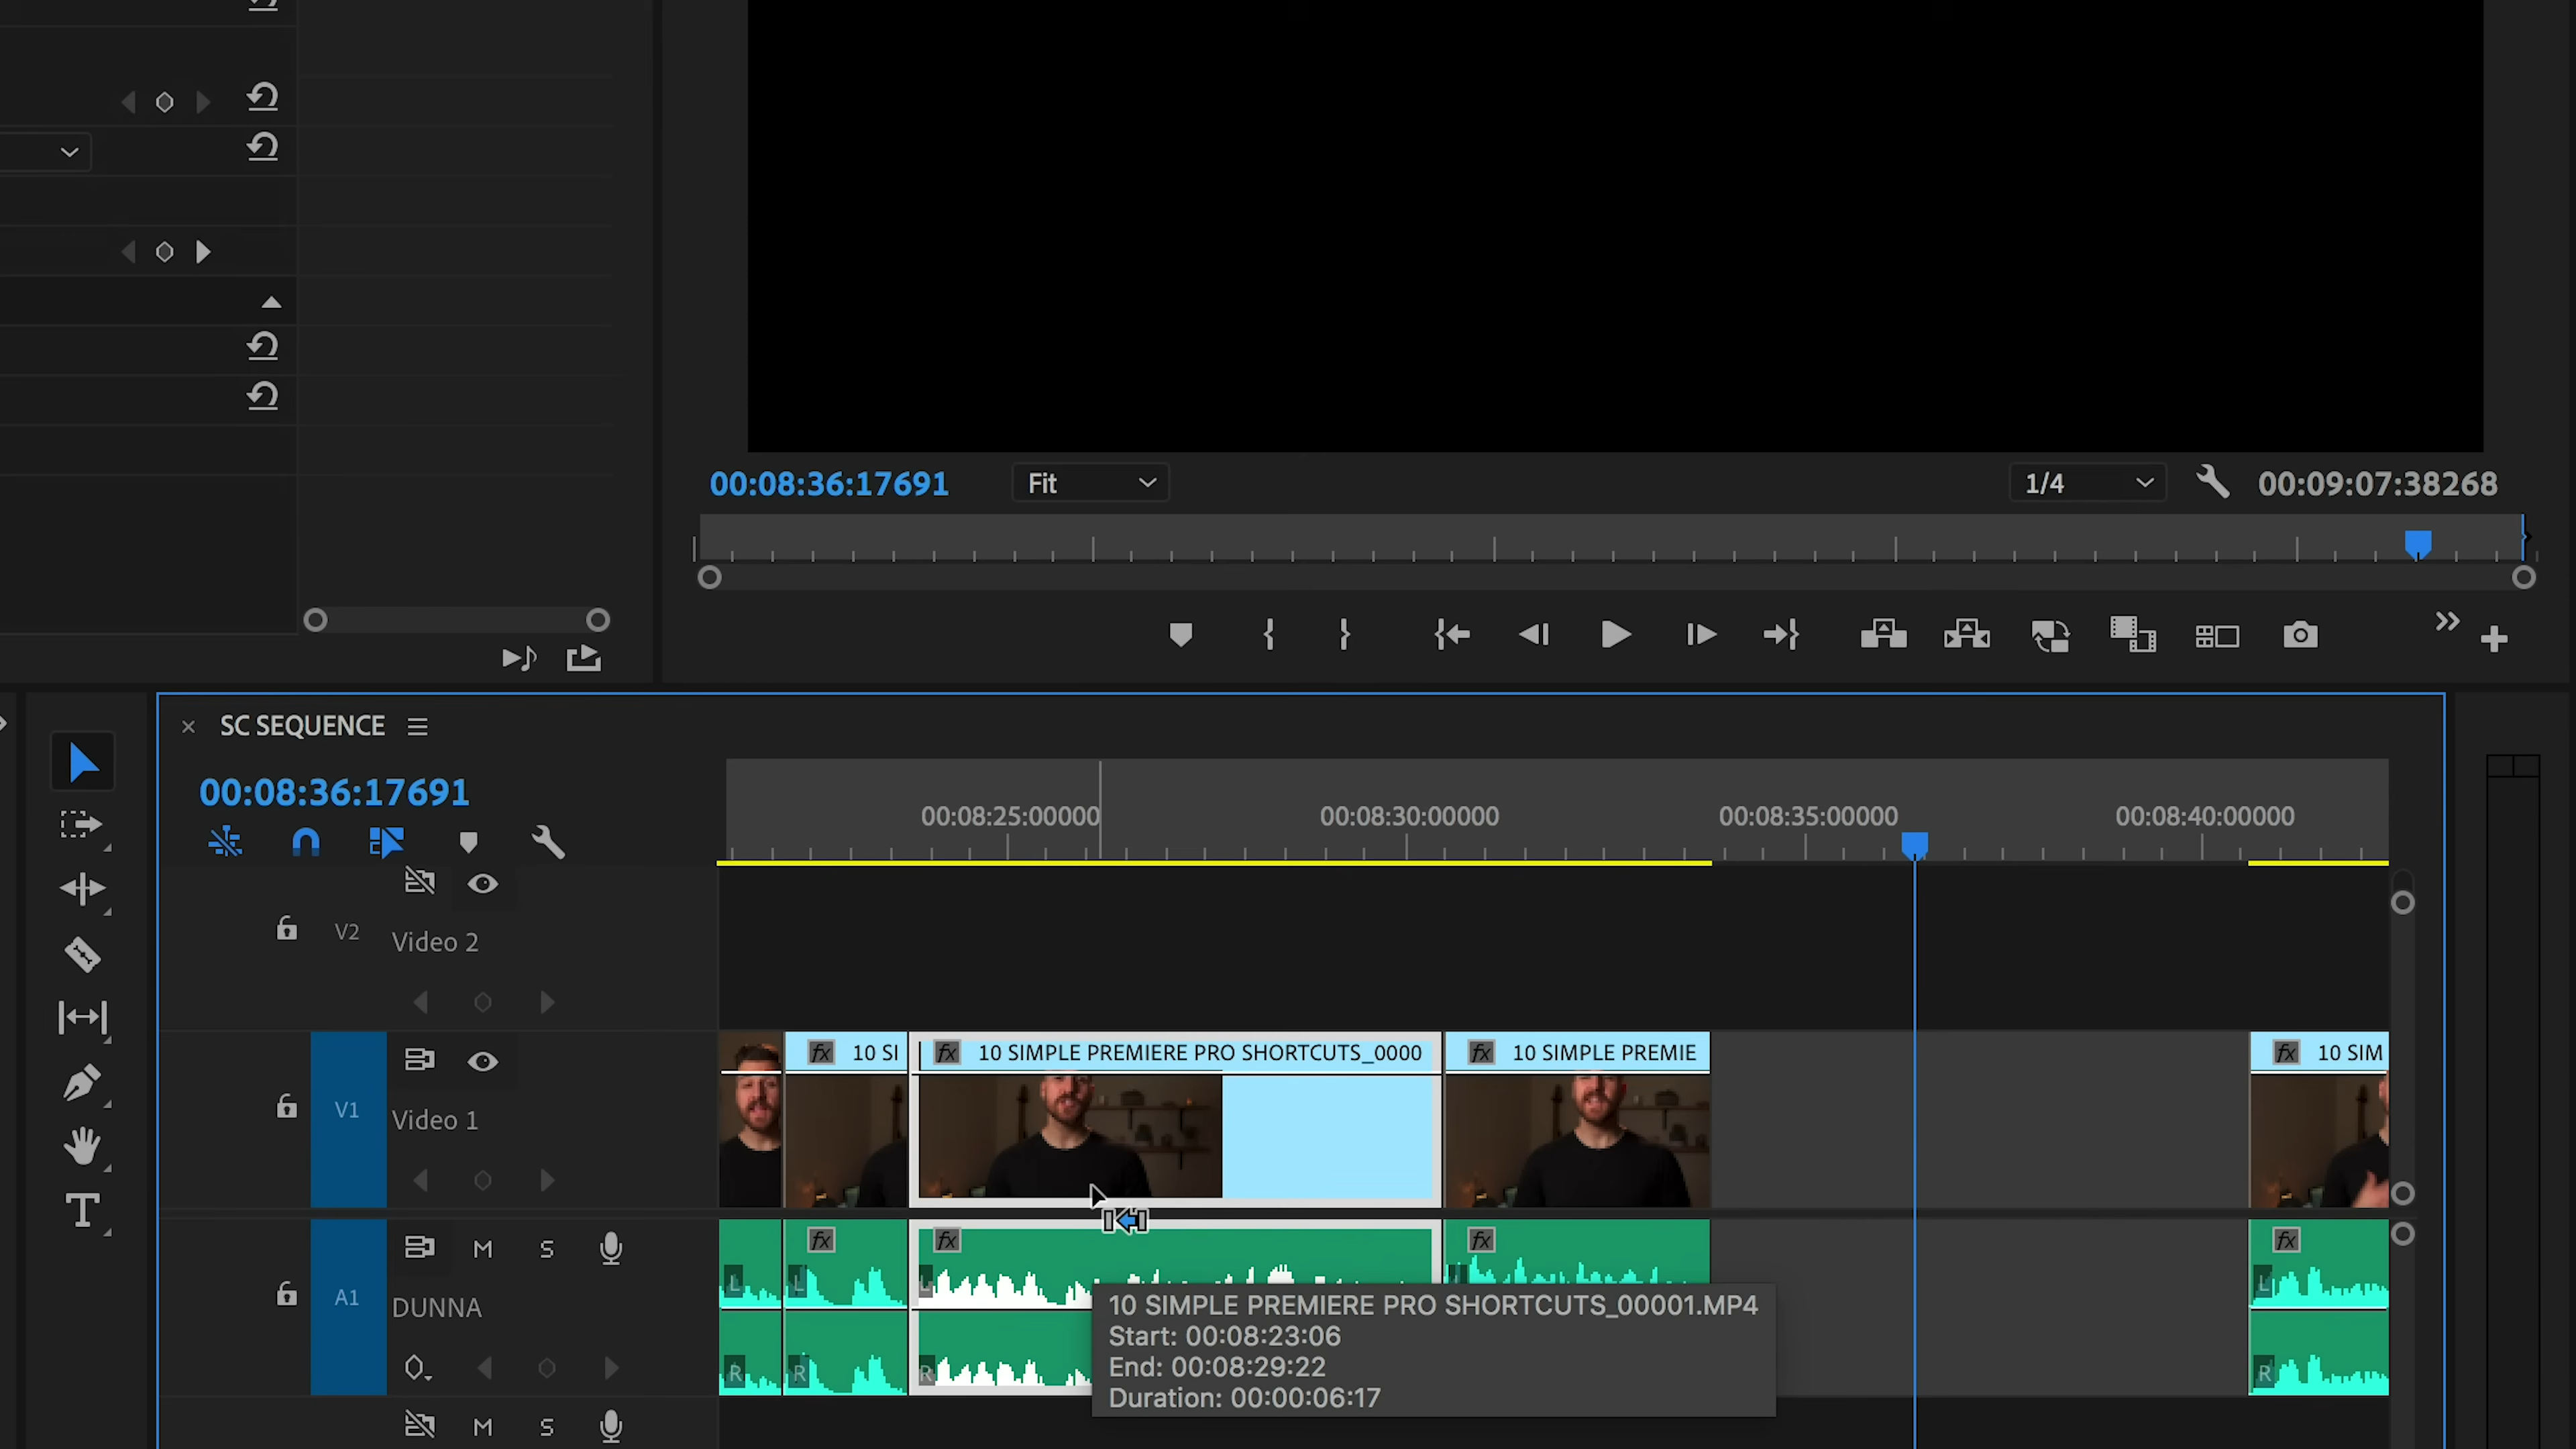 00:08:36:17691
Fit
1/4
00:09:07:38268
SC SEQUENCE
00:08:36:17691
00:08:25:00000
00:08:30:00000
00:08:35:00000
00:08:40:00000
V2
Video 2
V1
Video 1
fx 10 SI
fx 10 SIMPLE PREMIERE PRO SHORTCUTS_0000
fx 10 SIMPLE PREMIE
fx 10 SIM
A1
M S
DUNNA
fx
fx
fx
fx
L
L
L
L
R
R
R
R
10 SIMPLE PREMIERE PRO SHORTCUTS_00001.MP4
Start: 00:08:23:06
End: 00:08:29:22
Duration: 00:00:06:17
M S